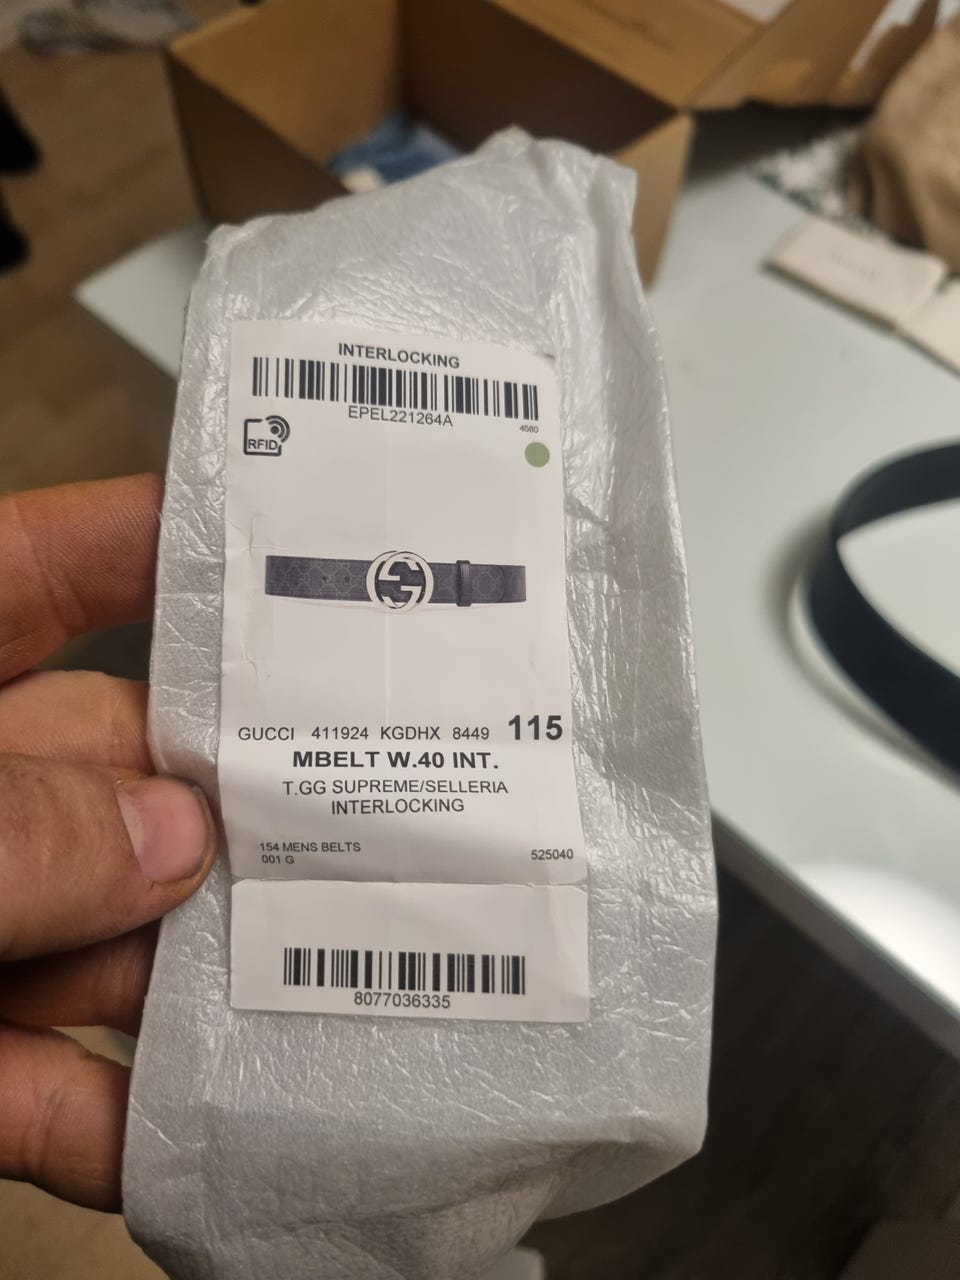 INTERLOCKING
EPEL221264A
4580
RFID
GUCCI 411924 KGDHX 8449 115
MBELT W.40 INT.
T.GG SUPREME/SELLERIA
INTERLOCKING
154 MENS BELTS
001 G 525040
8077036335